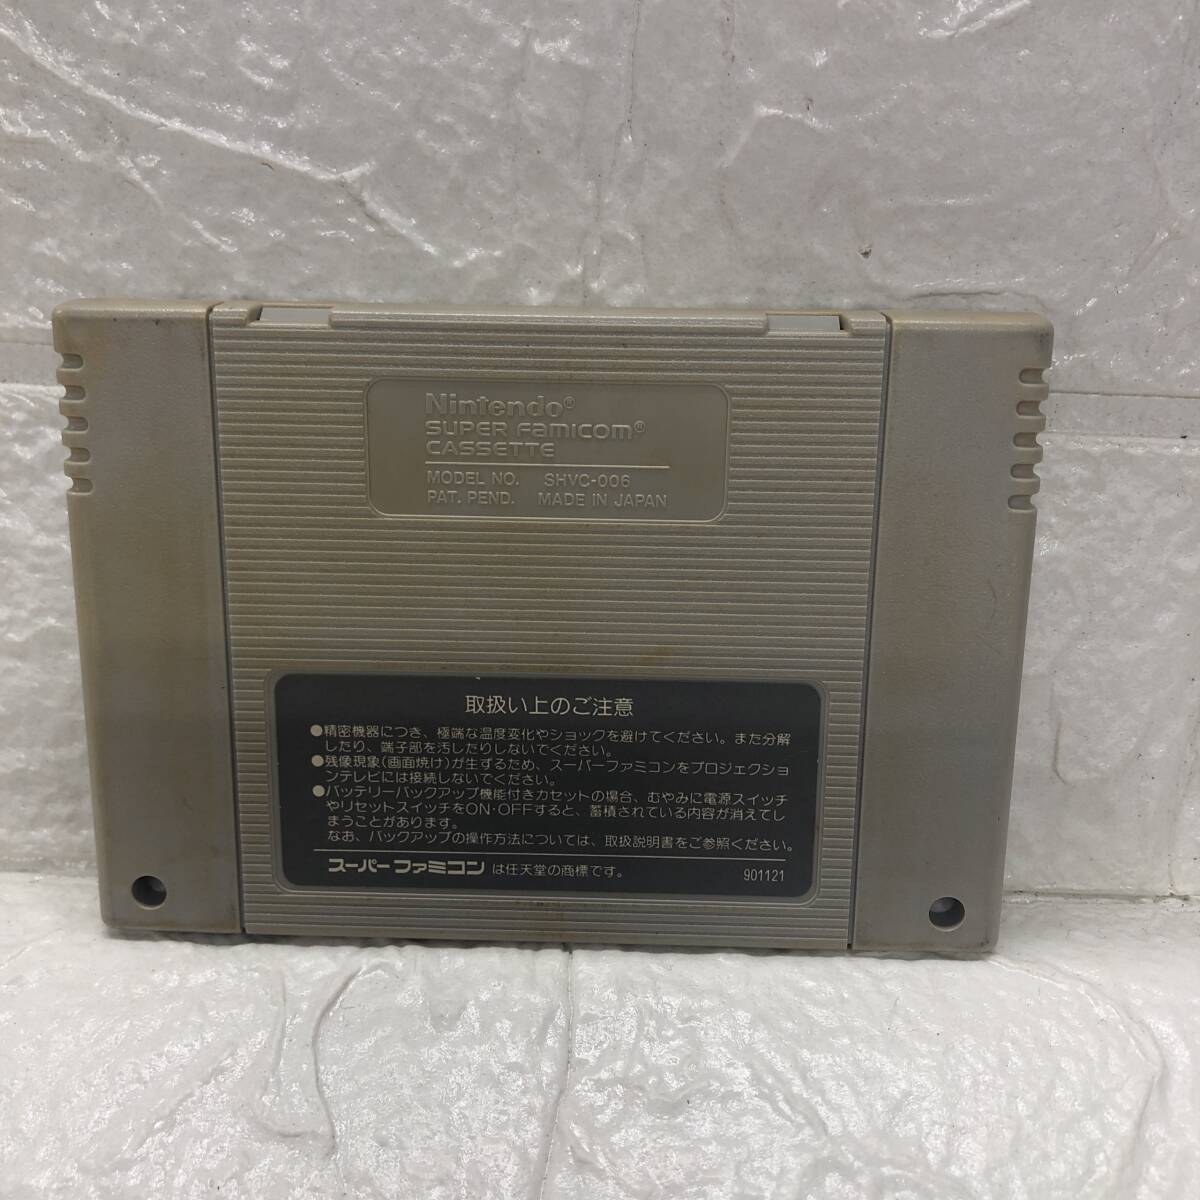 Nintendo®
SUPER FAMICOM®
CASSETTE
MODEL NO. SHVC-006
PAT. PEND. MADE IN JAPAN
取扱い上のご注意
●精密機器につき、極端な温度変化やショックを避けてください。また分解
したり、端子部を汚したりしないでください。
●残像現象(画面焼け)が生ずるため、スーパーファミコンをプロジェクショ
ンテレビには接続しないでください。
●バッテリーバックアップ機能付きカセットの場合、むやみに電源スイッチ
やリセットスイッチをON・OFFすると、蓄積されている内容が消えてし
まうことがあります。
なお、バックアップの操作方法については、取扱説明書をご参照ください。
スーパーファミコン は任天堂の商標です。 901121